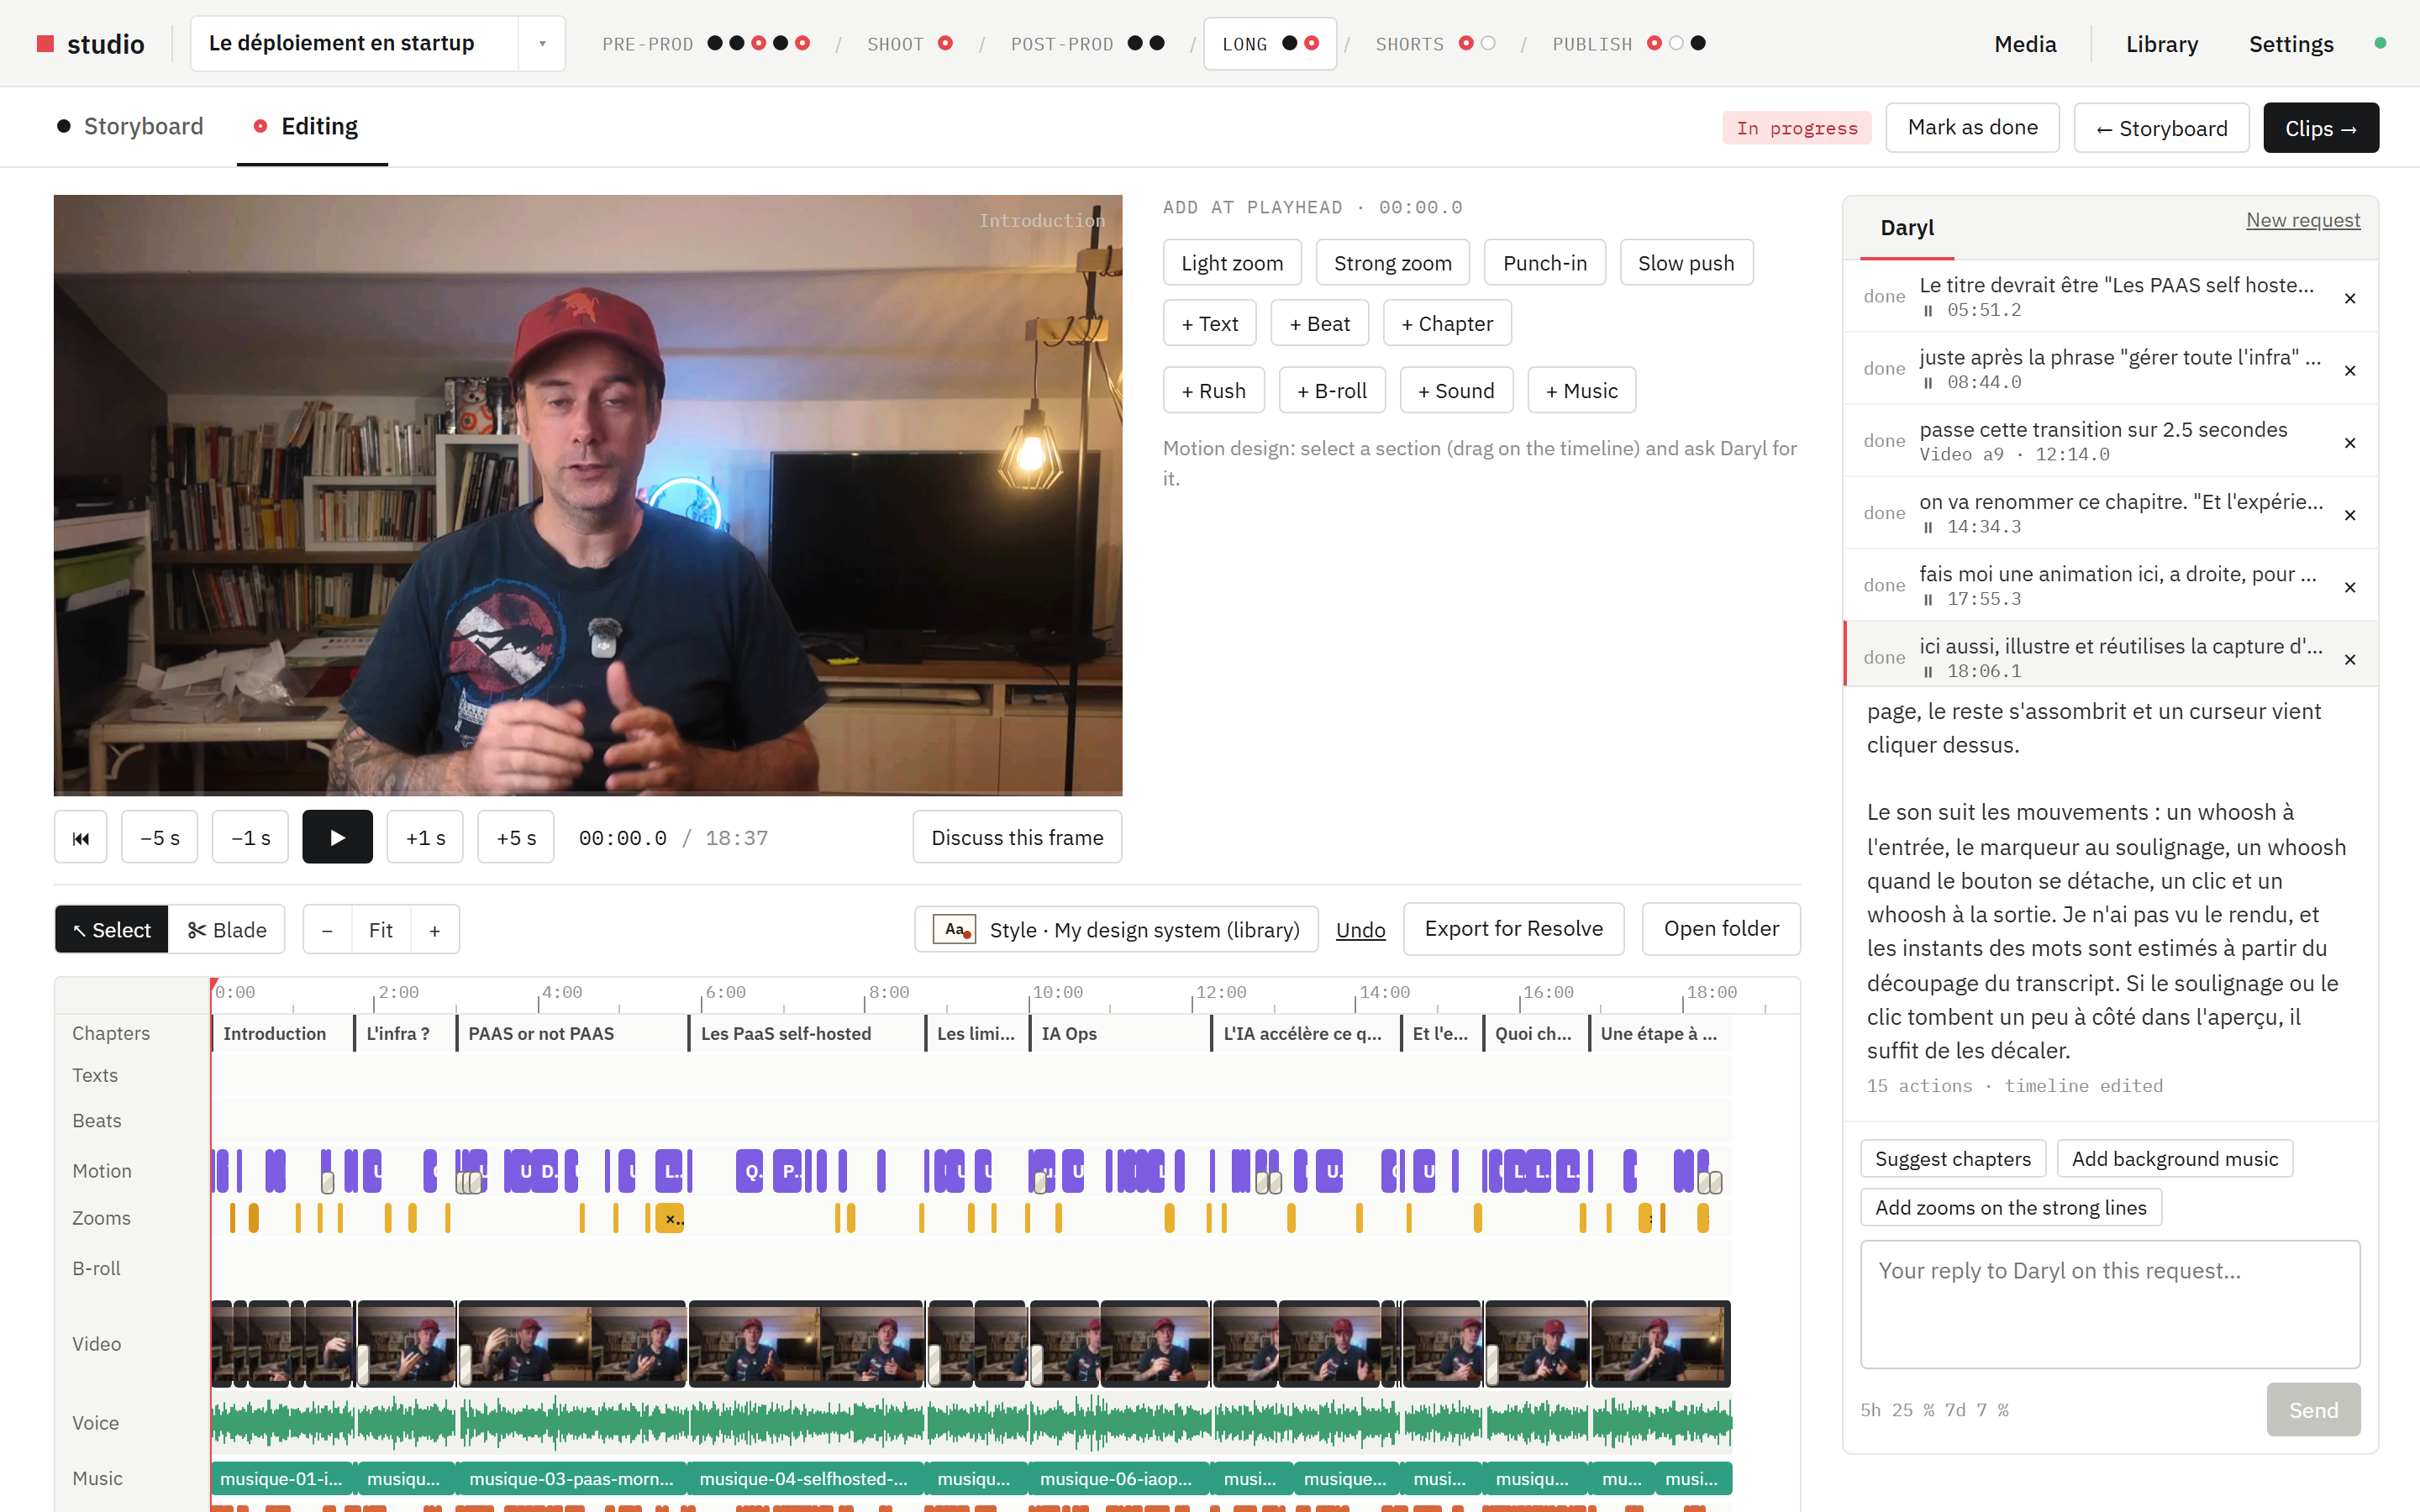 studio
Le déploiement en startup
PRE-PROD / SHOOT / POST-PROD / LONG / SHORTS / PUBLISH
Media
Library
Settings
Storyboard
Editing
In progress
Mark as done
← Storyboard
Clips →
Introduction
ADD AT PLAYHEAD · 00:00.0
Light zoom
Strong zoom
Punch-in
Slow push
+ Text
+ Beat
+ Chapter
+ Rush
+ B-roll
+ Sound
+ Music
Motion design: select a section (drag on the timeline) and ask Daryl for
it.
−5 s
−1 s
+1 s
+5 s
00:00.0 / 18:37
Discuss this frame
Select
Blade
−
Fit
+
Aa
Style · My design system (library)
Undo
Export for Resolve
Open folder
0:00
2:00
4:00
6:00
8:00
10:00
12:00
14:00
16:00
18:00
Chapters
Introduction
L'infra ?
PAAS or not PAAS
Les PaaS self-hosted
Les limi...
IA Ops
L'IA accélère ce q...
Et l'e...
Quoi ch...
Une étape à ...
Texts
Beats
Motion
Zooms
B-roll
Video
Voice
Music
musique-01-i...
musiqu...
musique-03-paas-morn...
musique-04-selfhosted-...
musiqu...
musique-06-iaop...
musi...
musique...
musi...
musiqu...
mu...
musi...
Daryl
New request
done
Le titre devrait être "Les PAAS self hoste...
05:51.2
×
done
juste après la phrase "gérer toute l'infra" ...
08:44.0
×
done
passe cette transition sur 2.5 secondes
Video a9 · 12:14.0
×
done
on va renommer ce chapitre. "Et l'expérie...
14:34.3
×
done
fais moi une animation ici, a droite, pour ...
17:55.3
×
done
ici aussi, illustre et réutilises la capture d'...
18:06.1
×
page, le reste s'assombrit et un curseur vient
cliquer dessus.
Le son suit les mouvements : un whoosh à
l'entrée, le marqueur au soulignage, un whoosh
quand le bouton se détache, un clic et un
whoosh à la sortie. Je n'ai pas vu le rendu, et
les instants des mots sont estimés à partir du
découpage du transcript. Si le soulignage ou le
clic tombent un peu à côté dans l'aperçu, il
suffit de les décaler.
15 actions · timeline edited
Suggest chapters
Add background music
Add zooms on the strong lines
Your reply to Daryl on this request...
5h 25 % 7d 7 %
Send